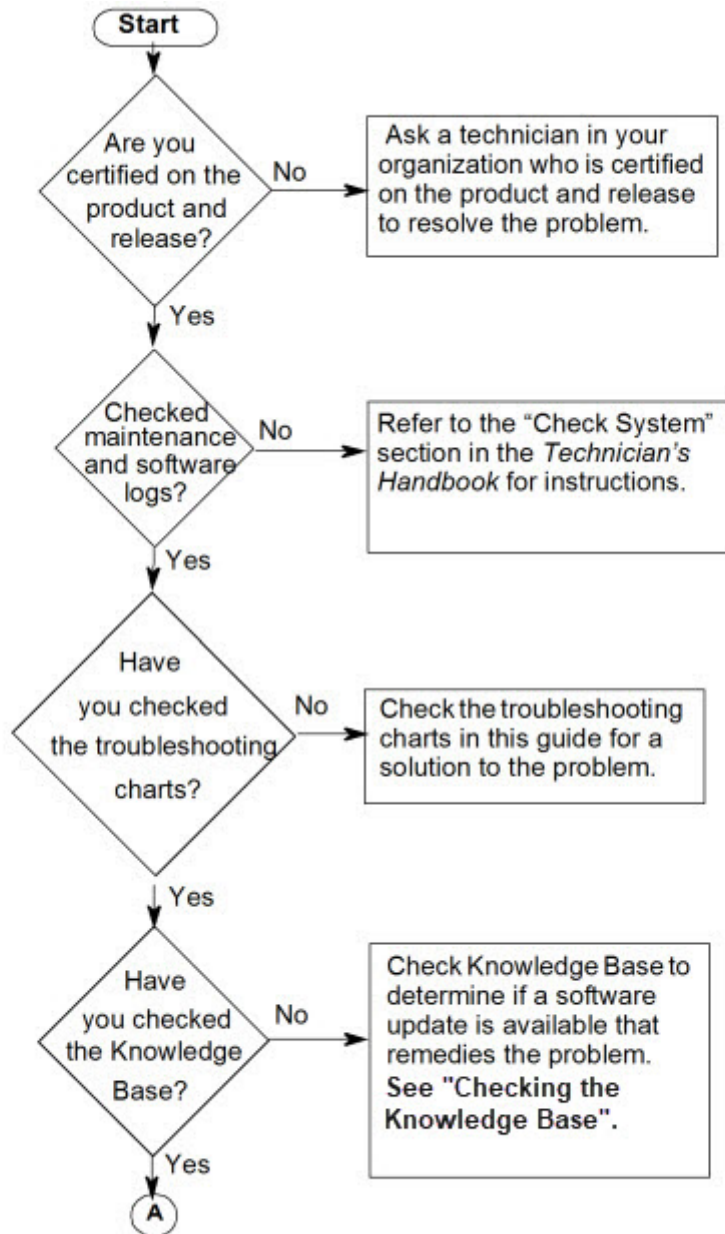 Start
Are you
certified on the
product and
release?
No
Ask a technician in your
organization who is certified
on the product and release
to resolve the problem.
Yes
Checked
maintenance
and software
logs?
No
Refer to the “Check System”
section in the Technician's
Handbook for instructions.
Yes
Have
you checked
the troubleshooting
charts?
No
Check the troubleshooting
charts in this guide for a
solution to the problem.
Yes
Have
you checked
the Knowledge
Base?
No
Check Knowledge Base to
determine if a software
update is available that
remedies the problem.
See "Checking the
Knowledge Base".
Yes
A